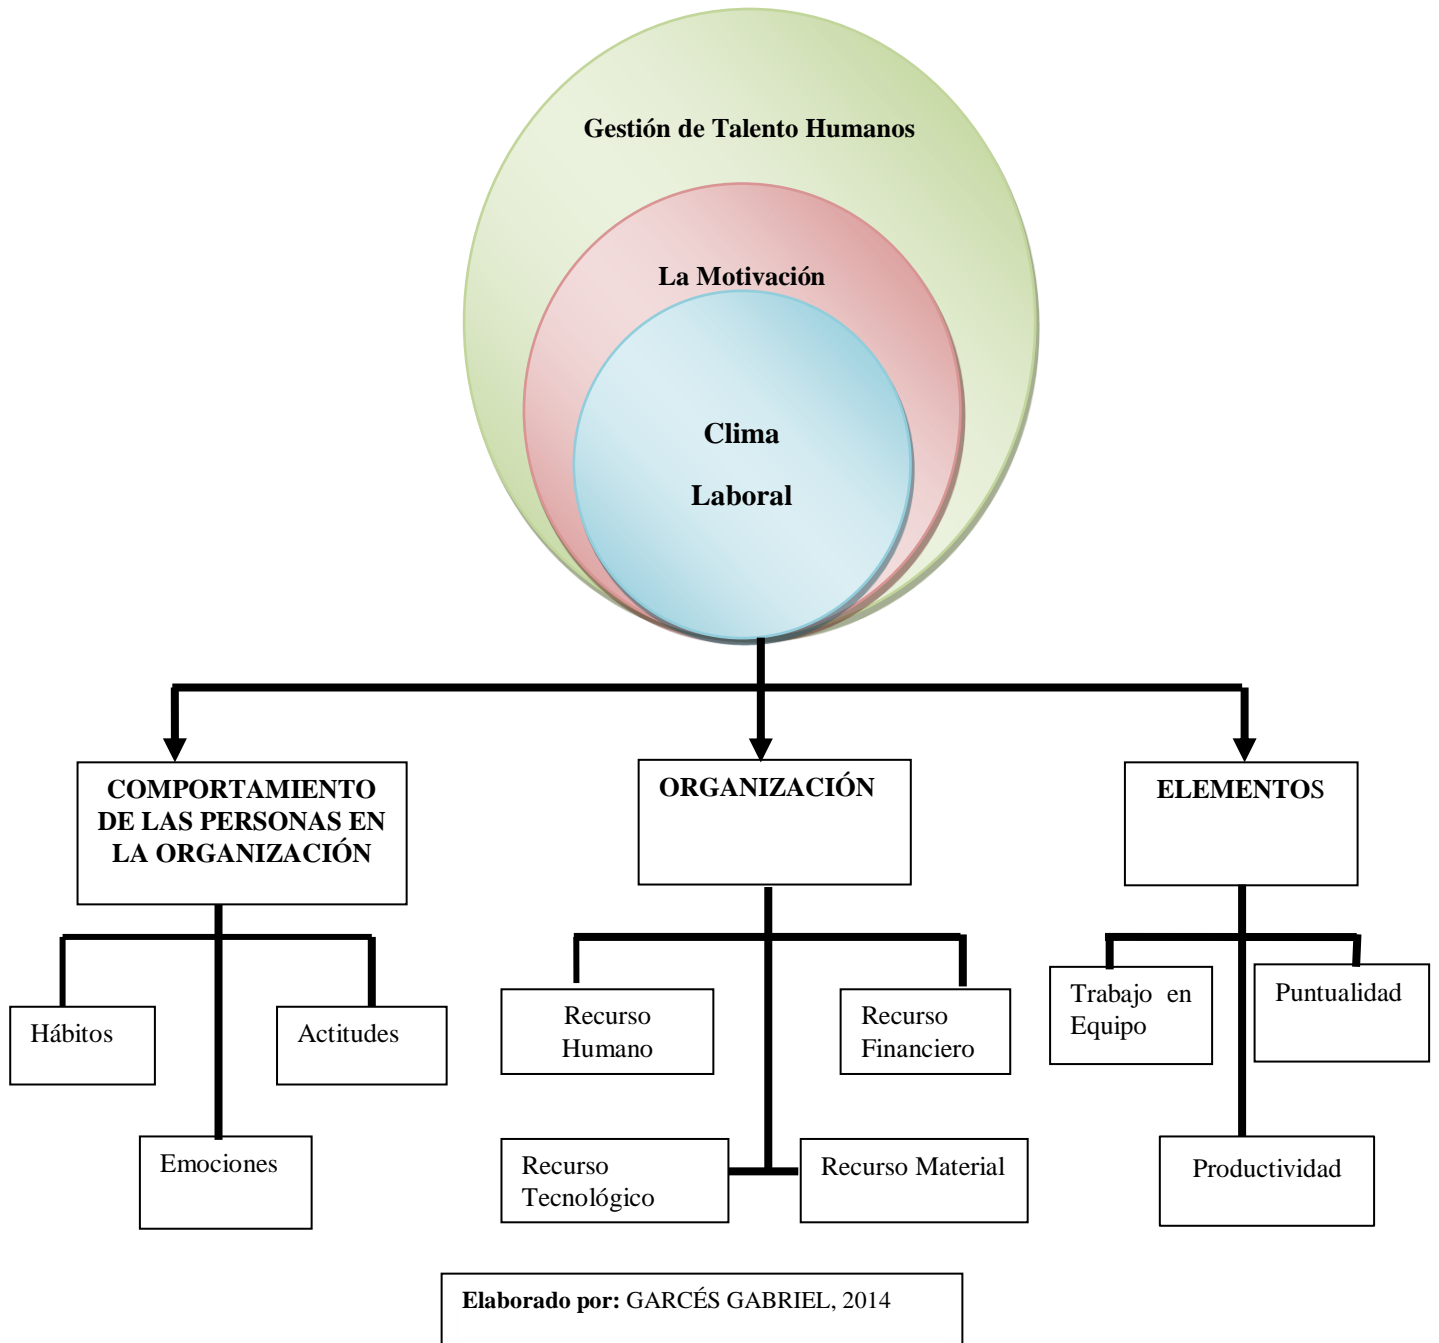 Gestión de Talento Humanos
La Motivación
Clima
Laboral
COMPORTAMIENTO
DE LAS PERSONAS EN
LA ORGANIZACIÓN
ORGANIZACIÓN
ELEMENTOS
Hábitos
Actitudes
Emociones
Recurso
Humano
Recurso
Financiero
Recurso
Tecnológico
Recurso Material
Trabajo en
Equipo
Puntualidad
Productividad
Elaborado por: GARCÉS GABRIEL, 2014